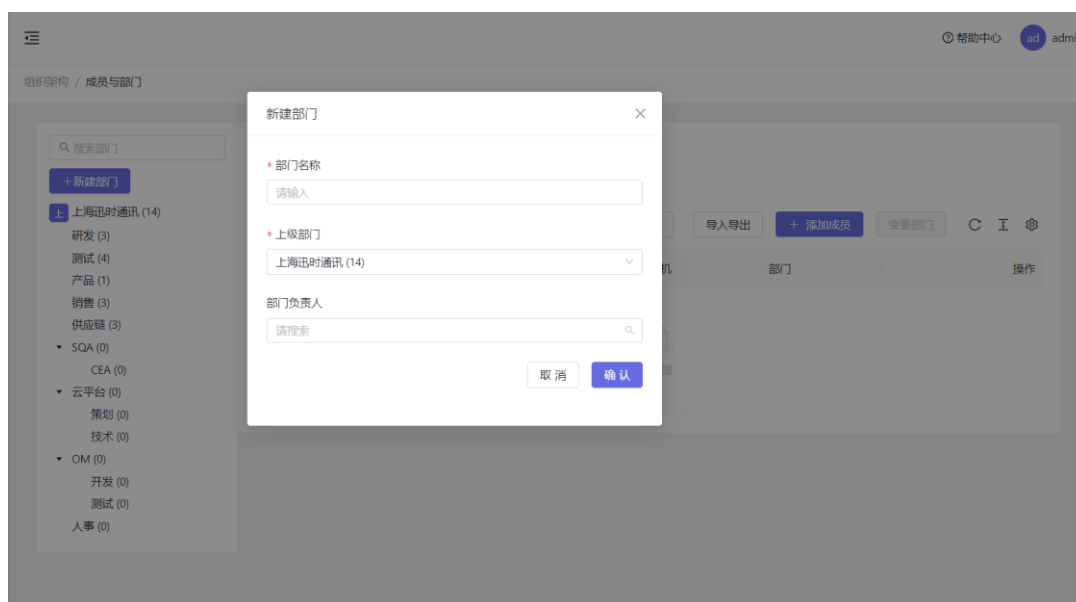 帮助中心 ad admi
组织架构 / 成员与部门
搜索部门
+新建部门
上 上海迅时通讯 (14)
研发 (3)
测试 (4)
产品 (1)
销售 (3)
供应链 (3)
SQA (0)
CEA (0)
云平台 (0)
策划 (0)
技术 (0)
OM (0)
开发 (0)
测试 (0)
人事 (0)
新建部门
* 部门名称
请输入
* 上级部门
上海迅时通讯 (14)
部门负责人
请搜索
取 消 确 认
导入导出 + 添加成员 变更部门
机 部门 操作